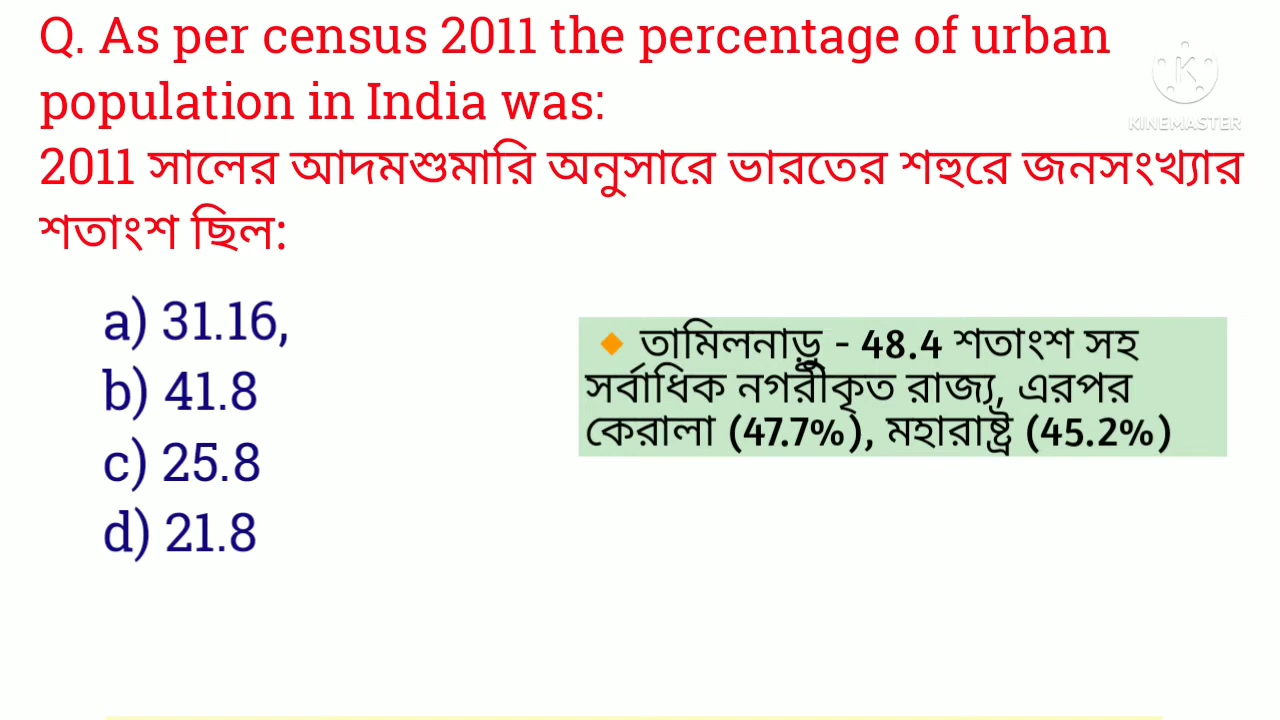 Q. As per census 2011 the percentage of urban
population in India was:
2011 সালের আদমশুমারি অনুসারে ভারতের শহুরে জনসংখ্যার
শতাংশ ছিল:
a) 31.16,
b) 41.8
c) 25.8
d) 21.8
🔸 তামিলনাড়ু - 48.4 শতাংশ সহ
সর্বাধিক নগরীকৃত রাজ্য, এরপর
কেরালা (47.7%), মহারাষ্ট্র (45.2%)
K
KINEMASTER